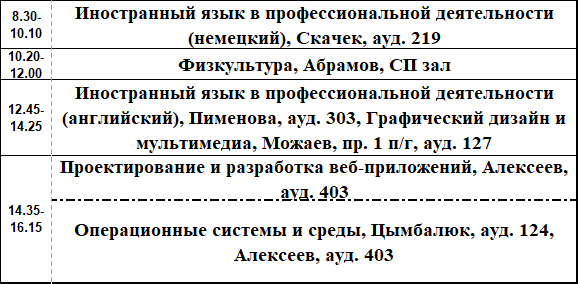 8.30-
10.10
Иностранный язык в профессиональной деятельности
(немецкий), Скачек, ауд. 219
10.20-
12.00
Физкультура, Абрамов, СП зал
12.45-
14.25
Иностранный язык в профессиональной деятельности
(английский), Пименова, ауд. 303, Графический дизайн и
мультимедиа, Можаев, пр. 1 п/г, ауд. 127
14.35-
16.15
Проектирование и разработка веб-приложений, Алексеев,
ауд. 403
Операционные системы и среды, Цымбалюк, ауд. 124,
Алексеев, ауд. 403